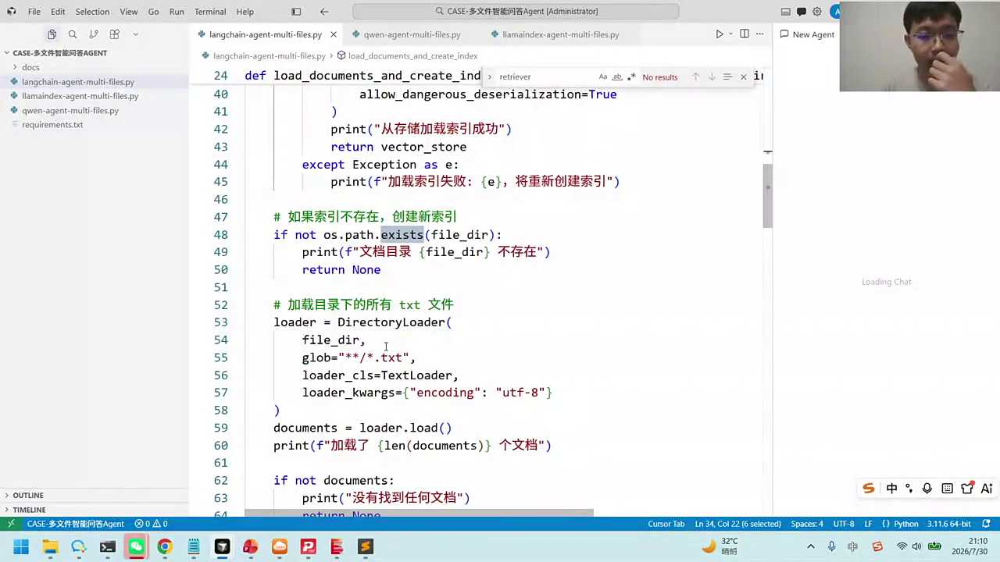 File Edit Selection View Go Run Terminal Help
CASE-多文件智能问答Agent [Administrator]
langchain-agent-multi-files.py
qwen-agent-multi-files.py
llamaindex-agent-multi-files.py
New Agent
CASE-多文件智能问答AGENT
docs
langchain-agent-multi-files.py
llamaindex-agent-multi-files.py
qwen-agent-multi-files.py
requirements.txt
langchain-agent-multi-files.py > load_documents_and_create_index
retriever
Aa ab No results
24 def load_documents_and_create_ind
40 allow_dangerous_deserialization=True
41 )
42 print("从存储加载索引成功")
43 return vector_store
44 except Exception as e:
45 print(f"加载索引失败: {e}，将重新创建索引")
46
47 # 如果索引不存在，创建新索引
48 if not os.path.exists(file_dir):
49 print(f"文档目录 {file_dir} 不存在")
50 return None
51
52 # 加载目录下的所有 txt 文件
53 loader = DirectoryLoader(
54 file_dir,
55 glob="**/*.txt",
56 loader_cls=TextLoader,
57 loader_kwargs={"encoding": "utf-8"}
58 )
59 documents = loader.load()
60 print(f"加载了 {len(documents)} 个文档")
61
62 if not documents:
63 print("没有找到任何文档")
64 return None
Loading Chat
中
OUTLINE
TIMELINE
CASE-多文件智能问答Agent 0 0 Cursor Tab Ln 34, Col 22 (6 selected) Spaces: 4 UTF-8 LF {} Python 3.11.6 64-bit
32°C
晴朗
中
21:10
2026/7/30